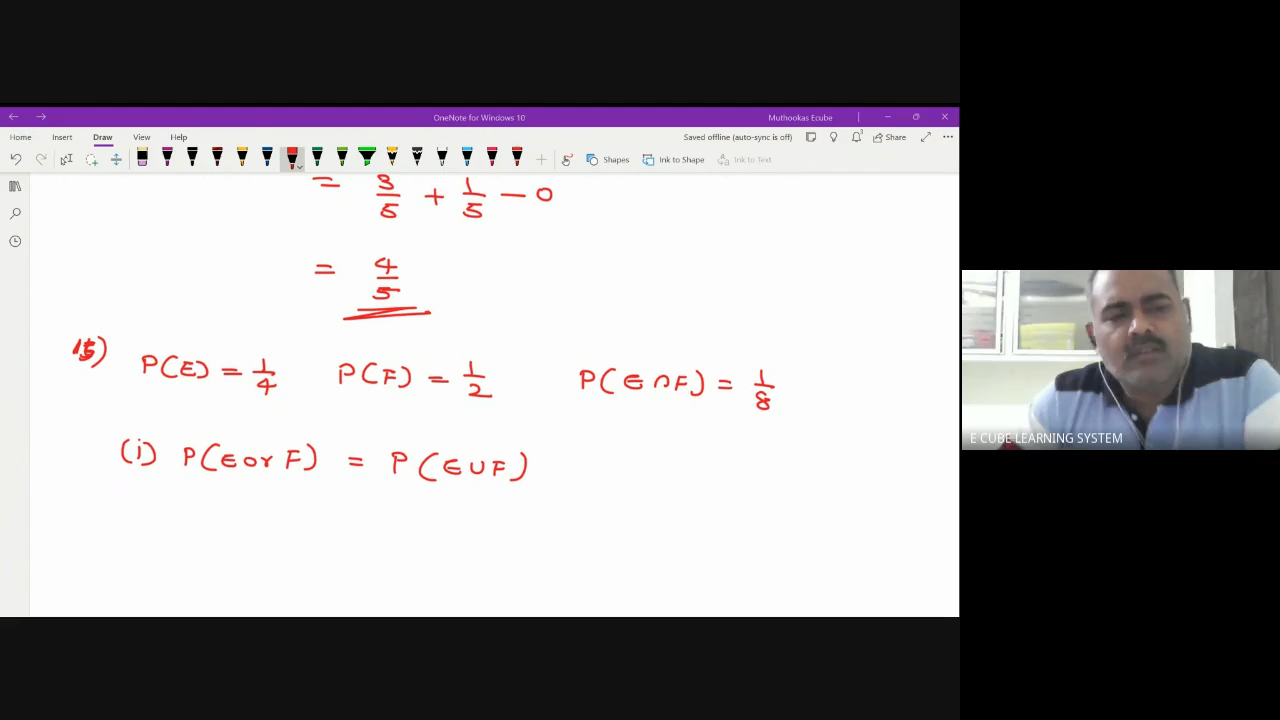 OneNote for Windows 10
Muthookas Ecube
Home Insert Draw View Help
Saved offline (auto-sync is off)
Share
Shapes
Ink to Shape
Ink to Text
= 3/5 + 1/5 − 0
= 4/5
15) P(E) = 1/4 P(F) = 1/2 P(E ∩ F) = 1/8
(i) P(E or F) = P(E ∪ F)
E CUBE LEARNING SYSTEM